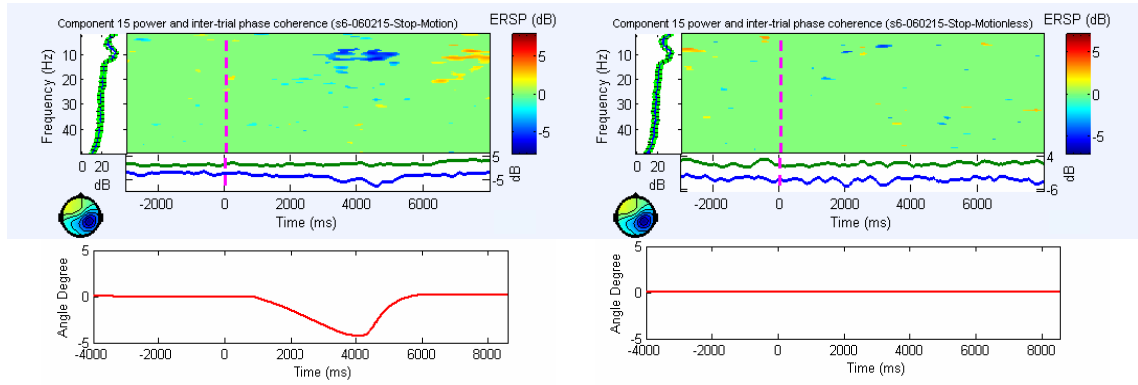 Component 15 power and inter-trial phase coherence (s6-060215-Stop-Motion)
ERSP (dB)
Frequency (Hz)
10
20
30
40
5
0
-5
0 20
dB
5
-5
dB
-2000 0 2000 4000 6000
Time (ms)
5
0
-5
Angle Degree
-4000 -2000 0 2000 4000 6000 8000
Time (ms)
Component 15 power and inter-trial phase coherence (s6-060215-Stop-Motionless)
ERSP (dB)
Frequency (Hz)
10
20
30
40
5
0
-5
0 20
dB
4
-6
dB
-2000 0 2000 4000 6000
Time (ms)
5
0
-5
Angle Degree
-4000 -2000 0 2000 4000 6000 8000
Time (ms)